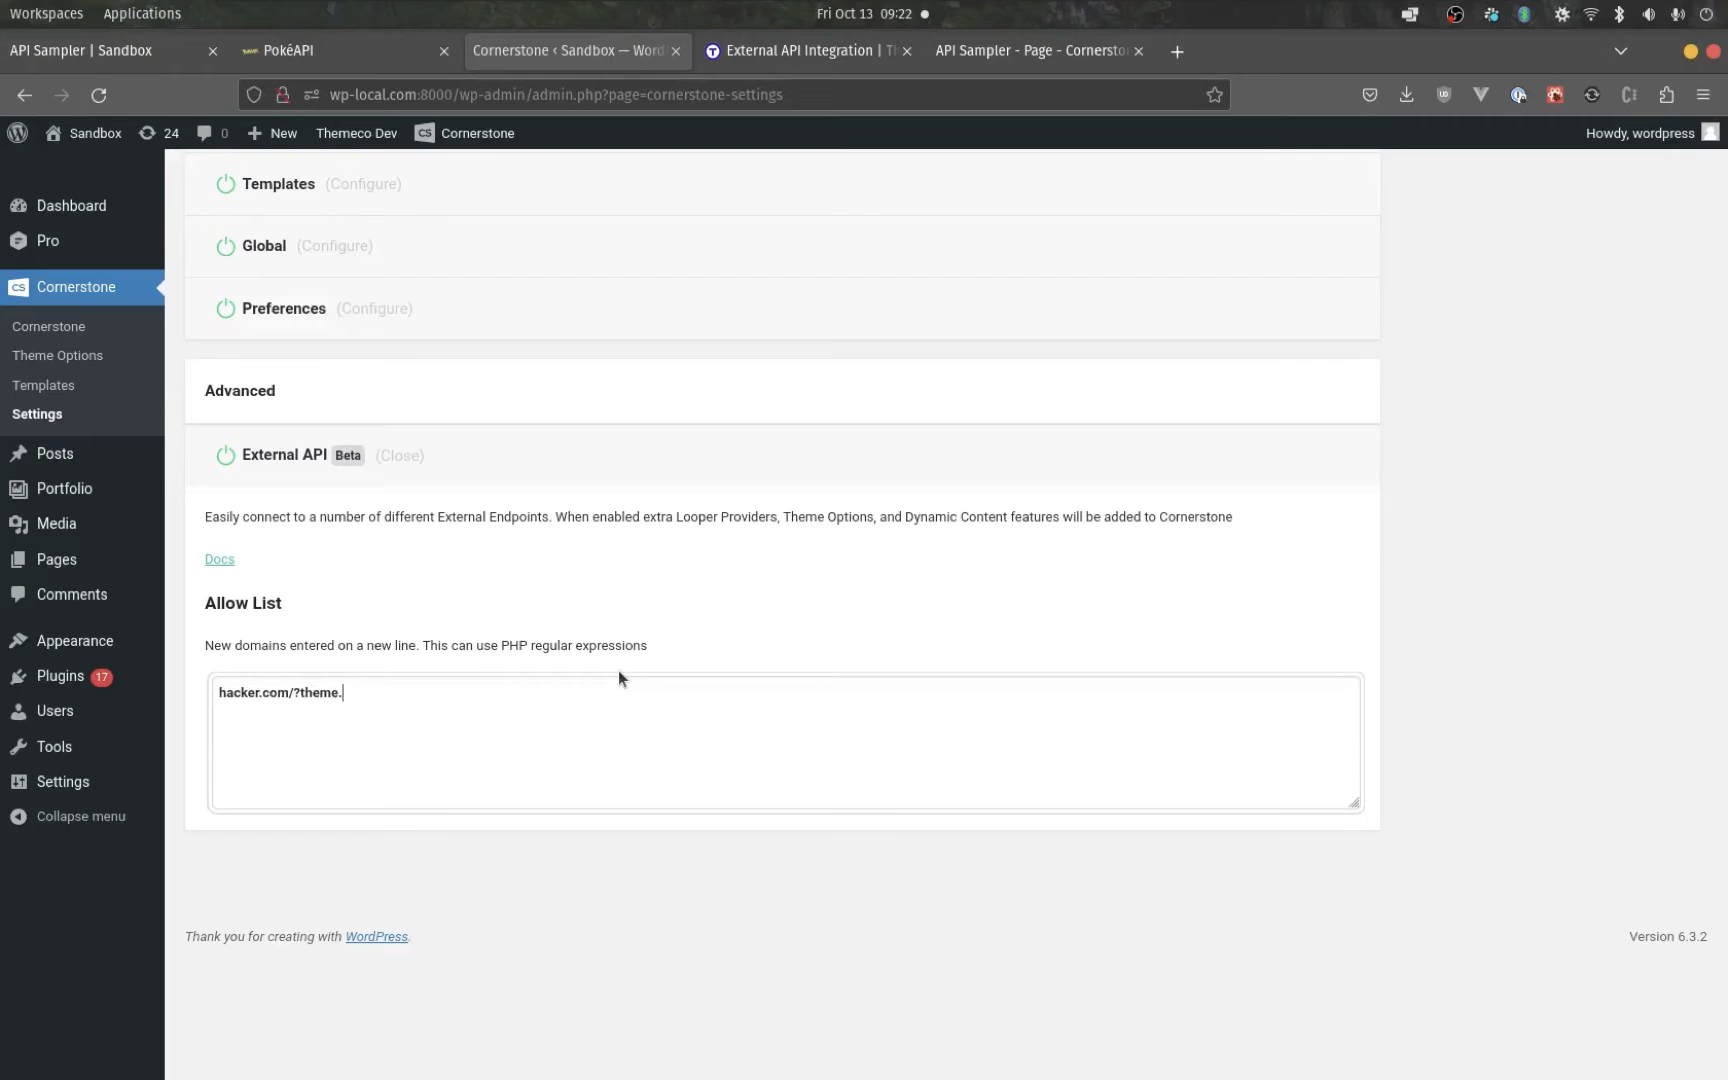 Workspaces Applications Fri Oct 13 09:22
API Sampler | Sandbox PokéAPI Cornerstone ‹ Sandbox — Word External API Integration | T API Sampler - Page - Cornersto
wp-local.com:8000/wp-admin/admin.php?page=cornerstone-settings
Sandbox 24 0 New Themeco Dev CS Cornerstone Howdy, wordpress
Dashboard
Pro
CS Cornerstone
Cornerstone
Theme Options
Templates
Settings
Posts
Portfolio
Media
Pages
Comments
Appearance
Plugins 17
Users
Tools
Settings
Collapse menu
Templates (Configure)
Global (Configure)
Preferences (Configure)
Advanced
External API Beta (Close)
Easily connect to a number of different External Endpoints. When enabled extra Looper Providers, Theme Options, and Dynamic Content features will be added to Cornerstone
Docs
Allow List
New domains entered on a new line. This can use PHP regular expressions
hacker.com/?theme.
Thank you for creating with WordPress. Version 6.3.2